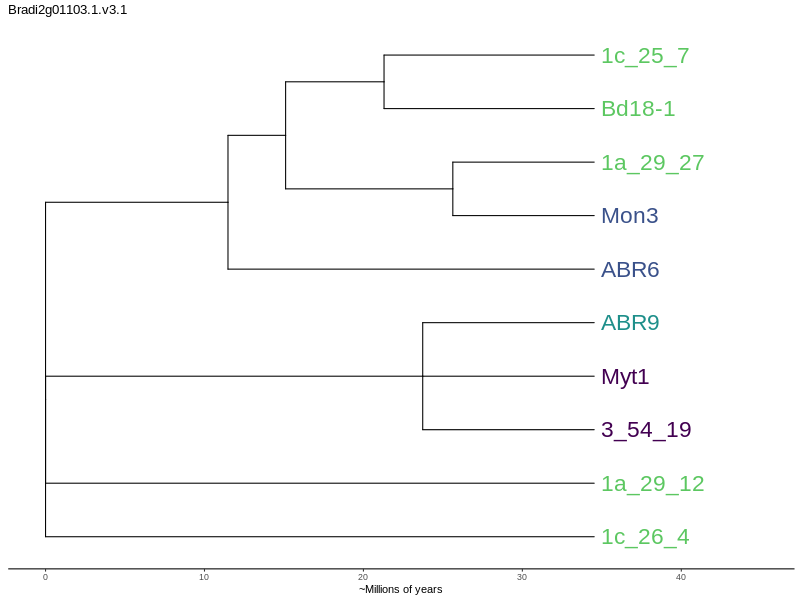 Bradi2g01103.1.v3.1
1c_25_7
Bd18-1
1a_29_27
Mon3
ABR6
ABR9
Myt1
3_54_19
1a_29_12
1c_26_4
0 10 20 30 40
~Millions of years